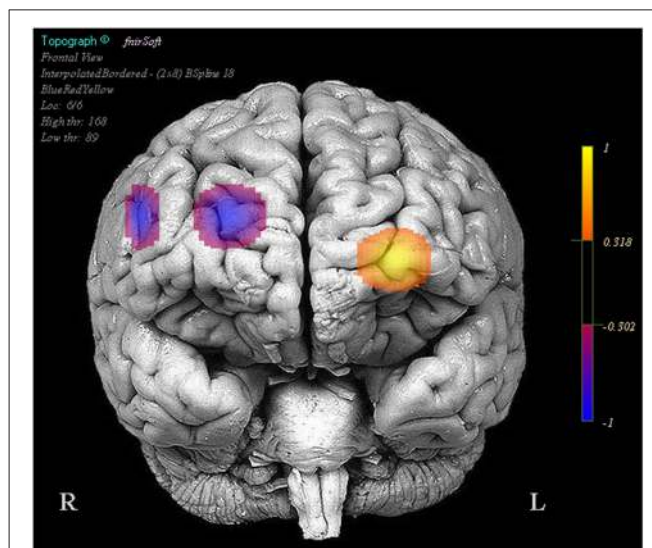 Topograph © fnirSoft
Frontal View
InterpolatedBordered - (2x8) BSpline 18
BlueRedYellow
Loc: 6/6
High thr: 168
Low thr: 89
1
0.318
-0.302
-1
R L